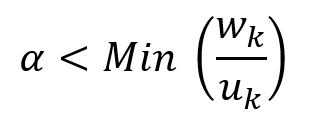 α < Min (w_k / u_k)